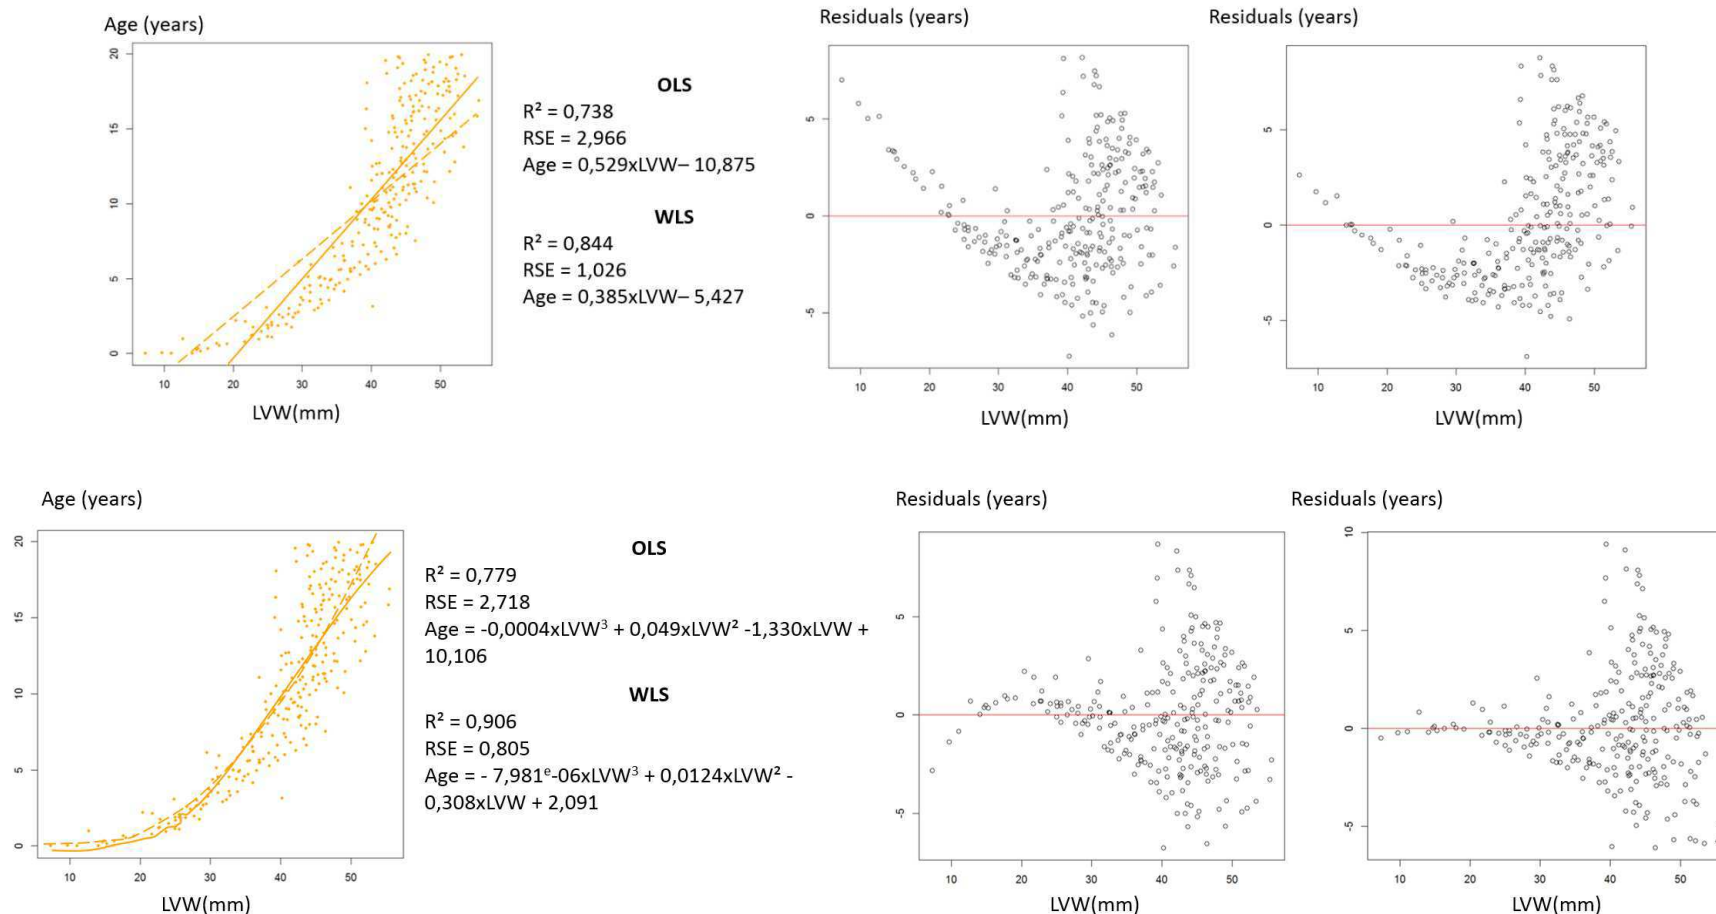 Age (years)
20
15
10
5
0
10 20 30 40 50
LVW(mm)
OLS
R² = 0,738
RSE = 2,966
Age = 0,529xLVW– 10,875
WLS
R² = 0,844
RSE = 1,026
Age = 0,385xLVW– 5,427
Residuals (years)
5
0
-5
10 20 30 40 50
LVW(mm)
Residuals (years)
5
0
-5
10 20 30 40 50
LVW(mm)
Age (years)
20
15
10
5
0
10 20 30 40 50
LVW(mm)
OLS
R² = 0,779
RSE = 2,718
Age = -0,0004xLVW³ + 0,049xLVW² -1,330xLVW +
10,106
WLS
R² = 0,906
RSE = 0,805
Age = - 7,981ᵉ-06xLVW³ + 0,0124xLVW² -
0,308xLVW + 2,091
Residuals (years)
5
0
-5
10 20 30 40 50
LVW(mm)
Residuals (years)
10
5
0
-5
10 20 30 40 50
LVW(mm)